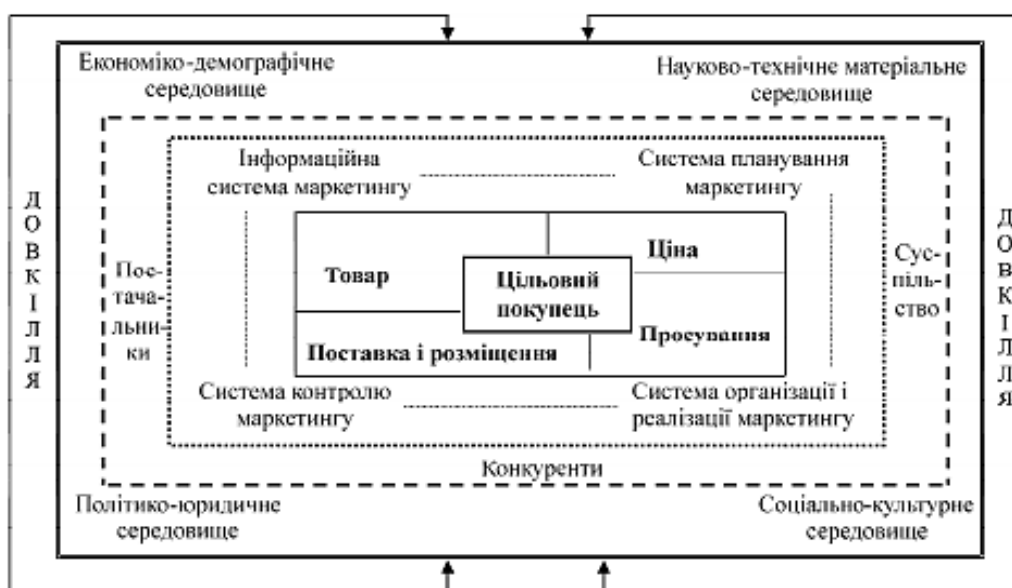 Економіко-демографічне
середовище
Науково-технічне матеріальне
середовище
Інформаційна
система маркетингу
Система планування
маркетингу
ДОВКІЛЛЯ
Пос-
тача-
льни-
ки
Товар
Ціна
Цільовий
покупець
Поставка і розміщення
Просування
Сус-
піль-
ство
ДОВКІЛЛЯ
Система контролю
маркетингу
Система організації і
реалізації маркетингу
Конкуренти
Політико-юридичне
середовище
Соціально-культурне
середовище